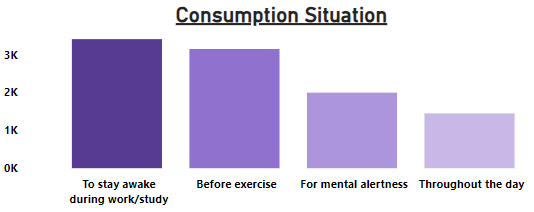 Consumption Situation
3K
2K
1K
0K
To stay awake
during work/study
Before exercise
For mental alertness
Throughout the day